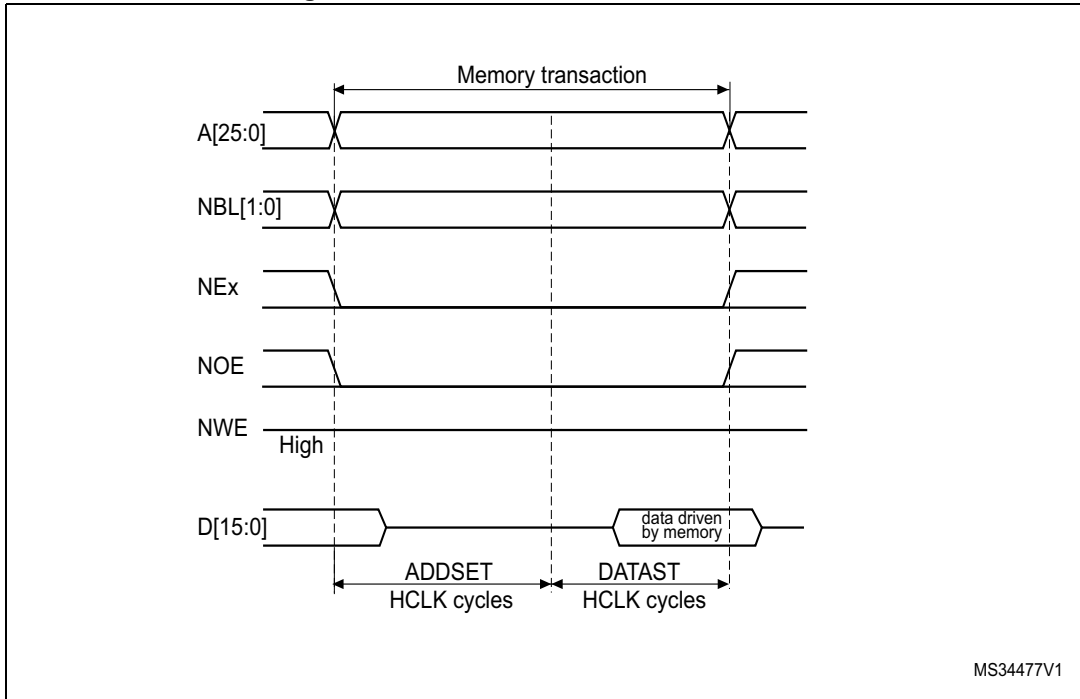 Memory transaction
A[25:0]
NBL[1:0]
NEx
NOE
NWE
High
D[15:0]
data driven
by memory
ADDSET
HCLK cycles
DATAST
HCLK cycles
MS34477V1